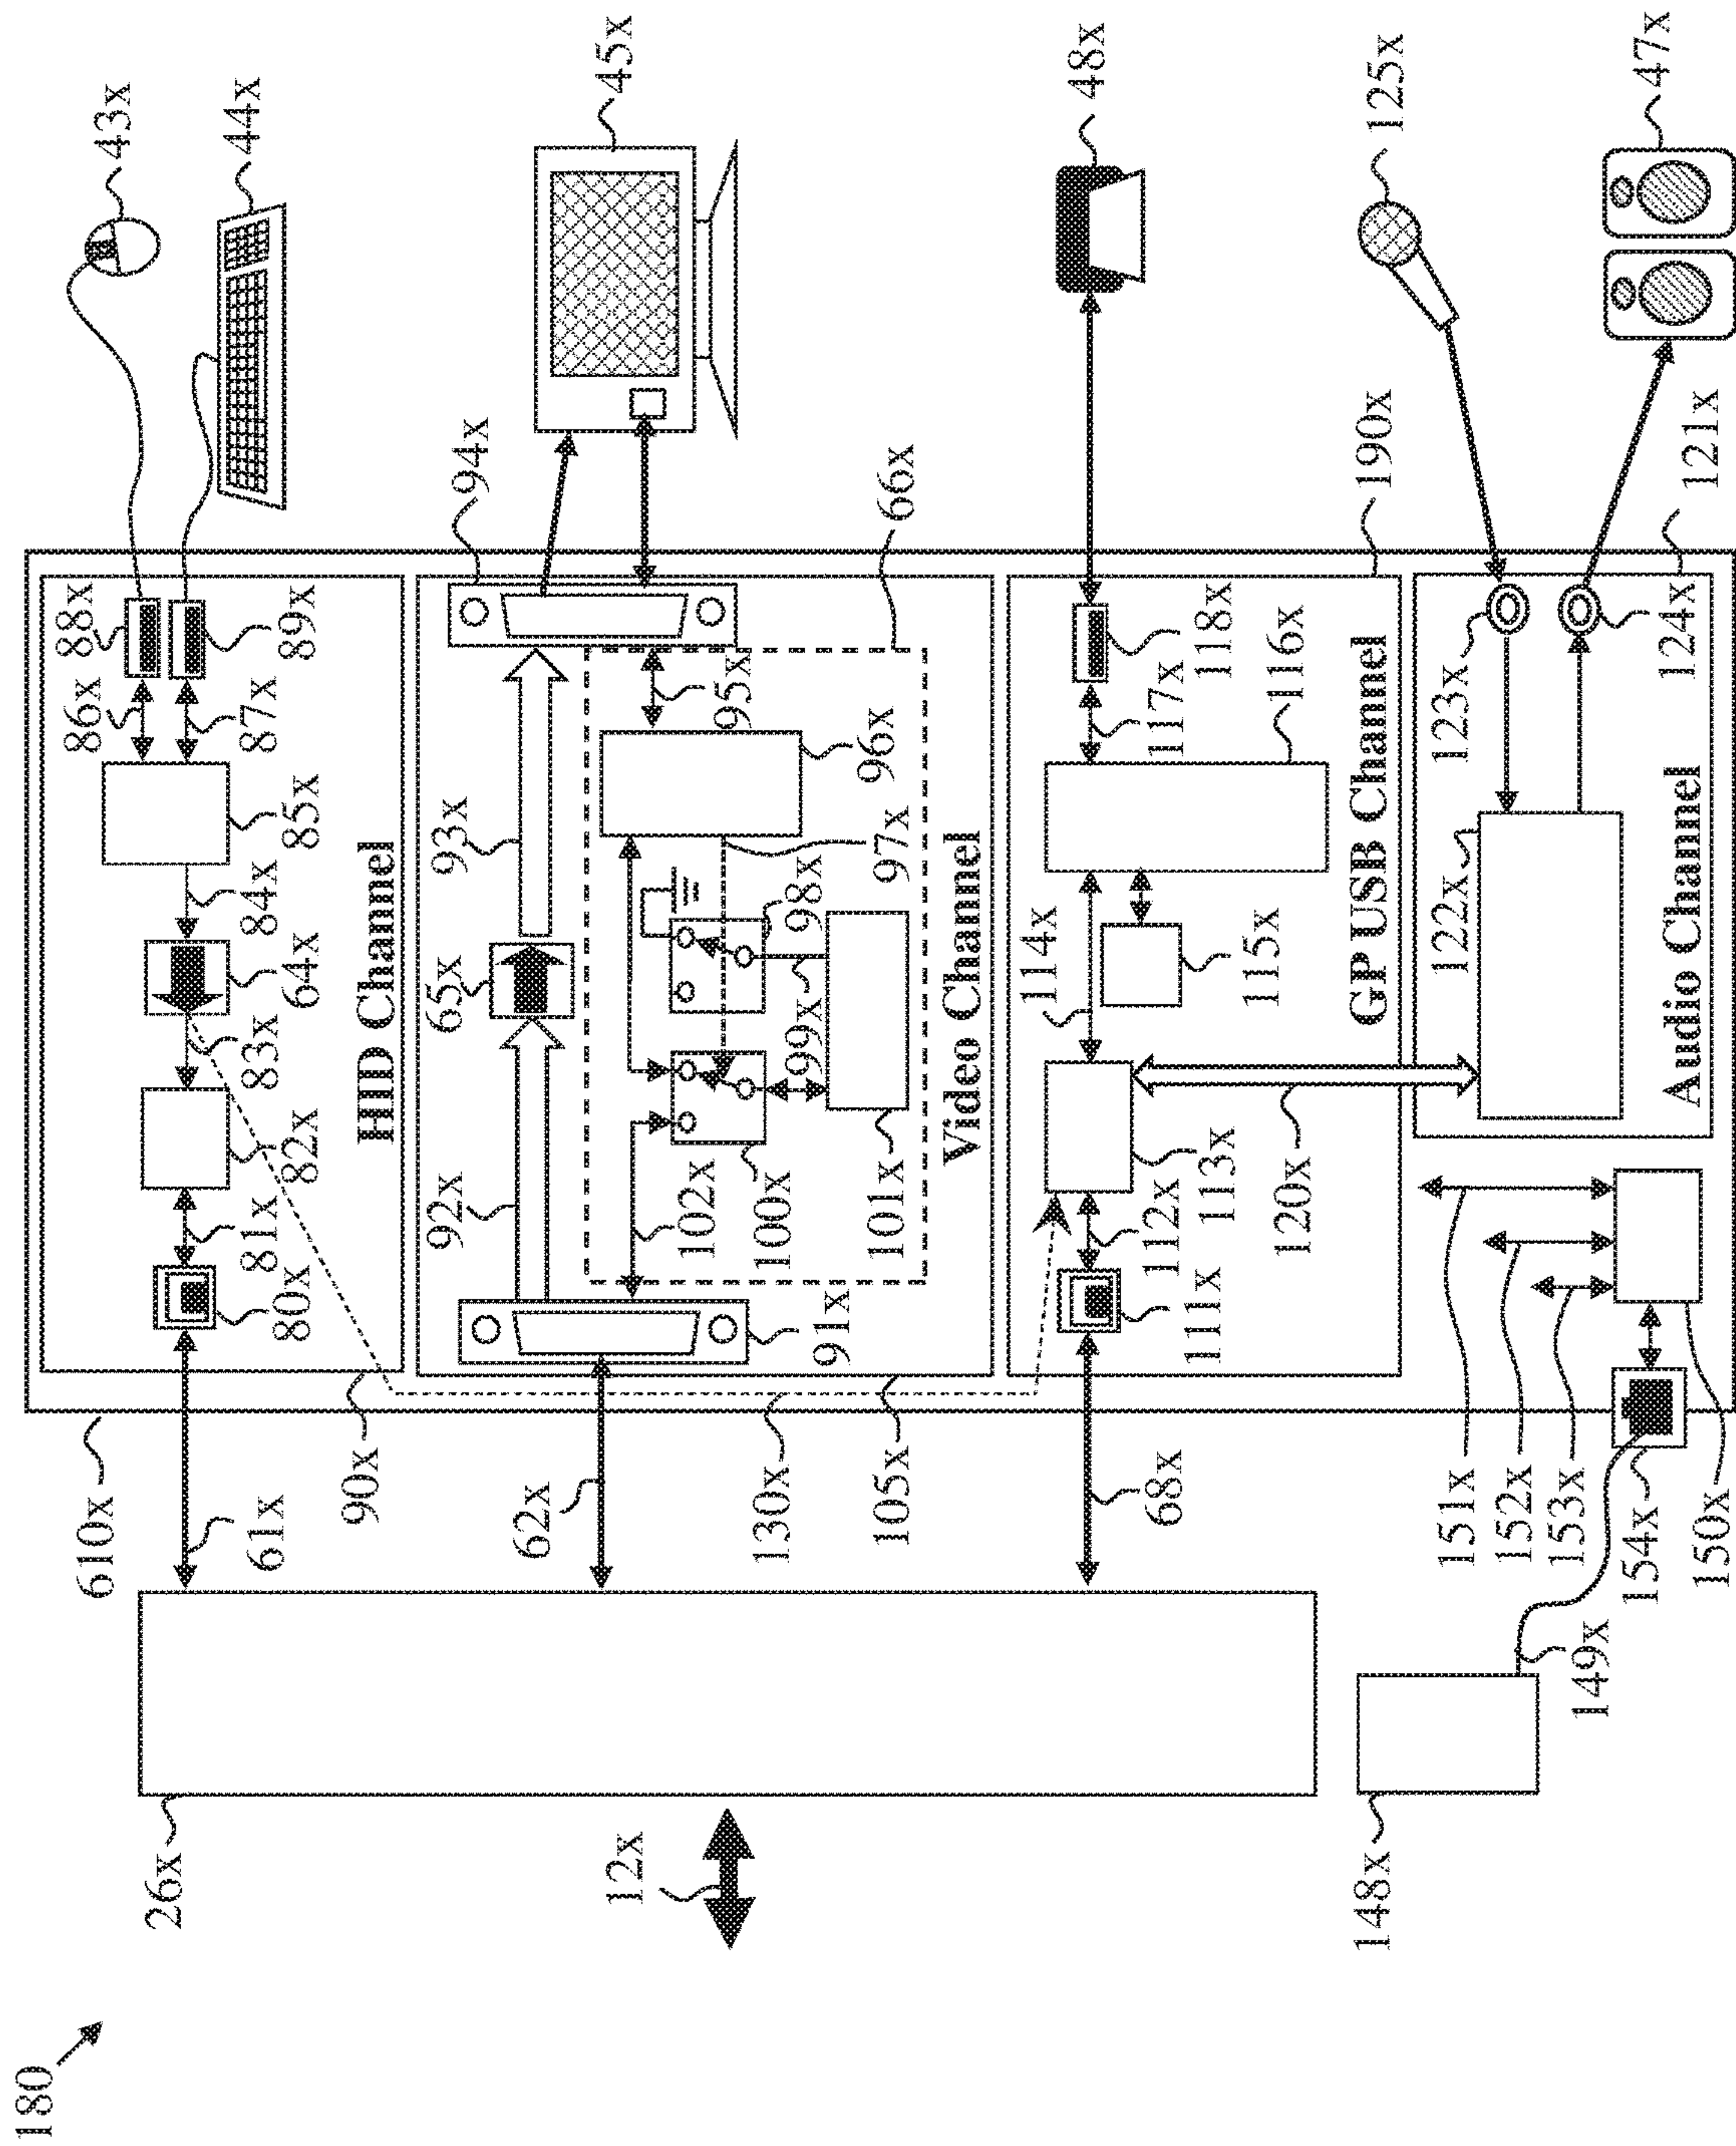 180
12x
26x
148x
149x
610x
61x
90x
62x
130x
105x
68x
151x
152x
153x
154x
150x
80x
81x
82x
83x
64x
84x
85x
86x
87x
88x
89x
HID Channel
43x
44x
91x
92x
65x
93x
94x
102x
100x
101x
99x
98x
97x
96x
95x
66x
Video Channel
45x
111x
112x
113x
114x
115x
116x
117x
118x
120x
GP USB Channel
190x
48x
122x
123x
124x
Audio Channel
121x
125x
47x